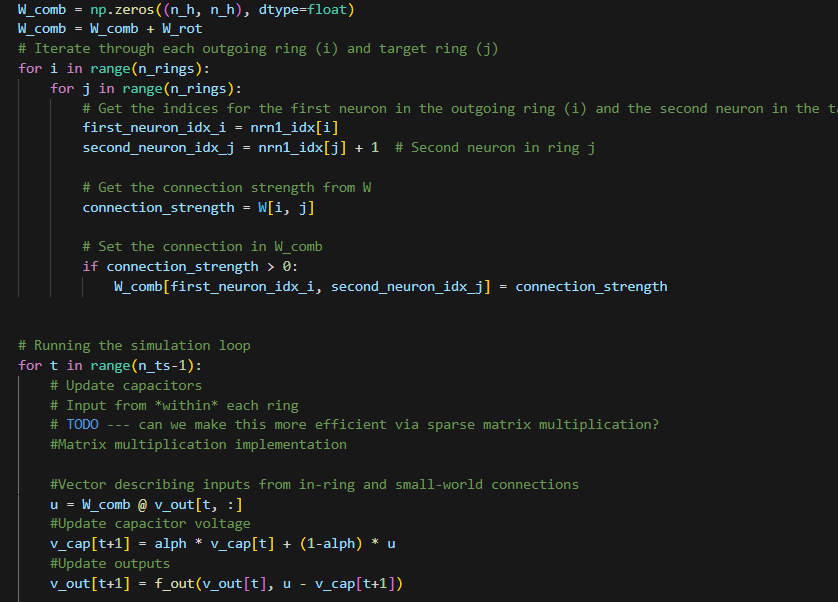 W_comb = np.zeros((n_h, n_h), dtype=float)
W_comb = W_comb + W_rot
# Iterate through each outgoing ring (i) and target ring (j)
for i in range(n_rings):
    for j in range(n_rings):
        # Get the indices for the first neuron in the outgoing ring (i) and the second neuron in the
        first_neuron_idx_i = nrn1_idx[i]
        second_neuron_idx_j = nrn1_idx[j] + 1  # Second neuron in ring j
        # Get the connection strength from W
        connection_strength = W[i, j]
        # Set the connection in W_comb
        if connection_strength > 0:
            W_comb[first_neuron_idx_i, second_neuron_idx_j] = connection_strength
# Running the simulation loop
for t in range(n_ts-1):
    # Update capacitors
    # Input from *within* each ring
    # TODO --- can we make this more efficient via sparse matrix multiplication?
    #Matrix multiplication implementation
    #Vector describing inputs from in-ring and small-world connections
    u = W_comb @ v_out[t, :]
    #Update capacitor voltage
    v_cap[t+1] = alph * v_cap[t] + (1-alph) * u
    #Update outputs
    v_out[t+1] = f_out(v_out[t], u - v_cap[t+1])